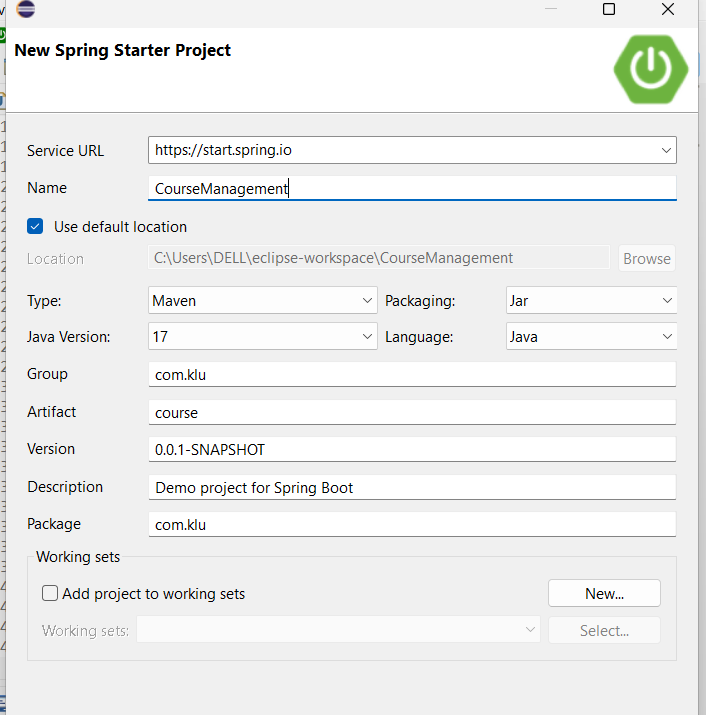 New Spring Starter Project
Service URL https://start.spring.io
Name CourseManagement
Use default location
Location C:\Users\DELL\eclipse-workspace\CourseManagement Browse
Type: Maven Packaging: Jar
Java Version: 17 Language: Java
Group com.klu
Artifact course
Version 0.0.1-SNAPSHOT
Description Demo project for Spring Boot
Package com.klu
Working sets
Add project to working sets New...
Working sets: Select...